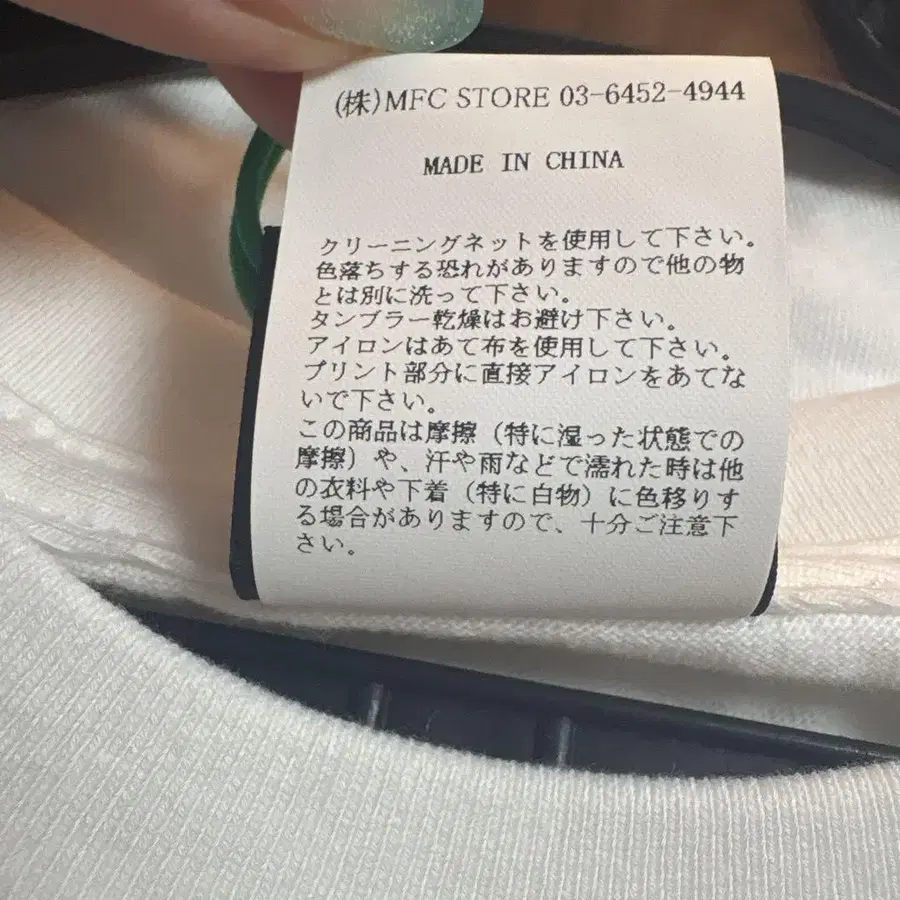 (株)MFC STORE 03-6452-4944
MADE IN CHINA
クリーニングネットを使用して下さい。
色落ちする恐れがありますので他の物
とは別に洗って下さい。
タンブラー乾燥はお避け下さい。
アイロンはあて布を使用して下さい。
プリント部分に直接アイロンをあてな
いで下さい。
この商品は摩擦（特に湿った状態での
摩擦）や、汗や雨などで濡れた時は他
の衣料や下着（特に白物）に色移りす
る場合がありますので、十分ご注意下
さい。